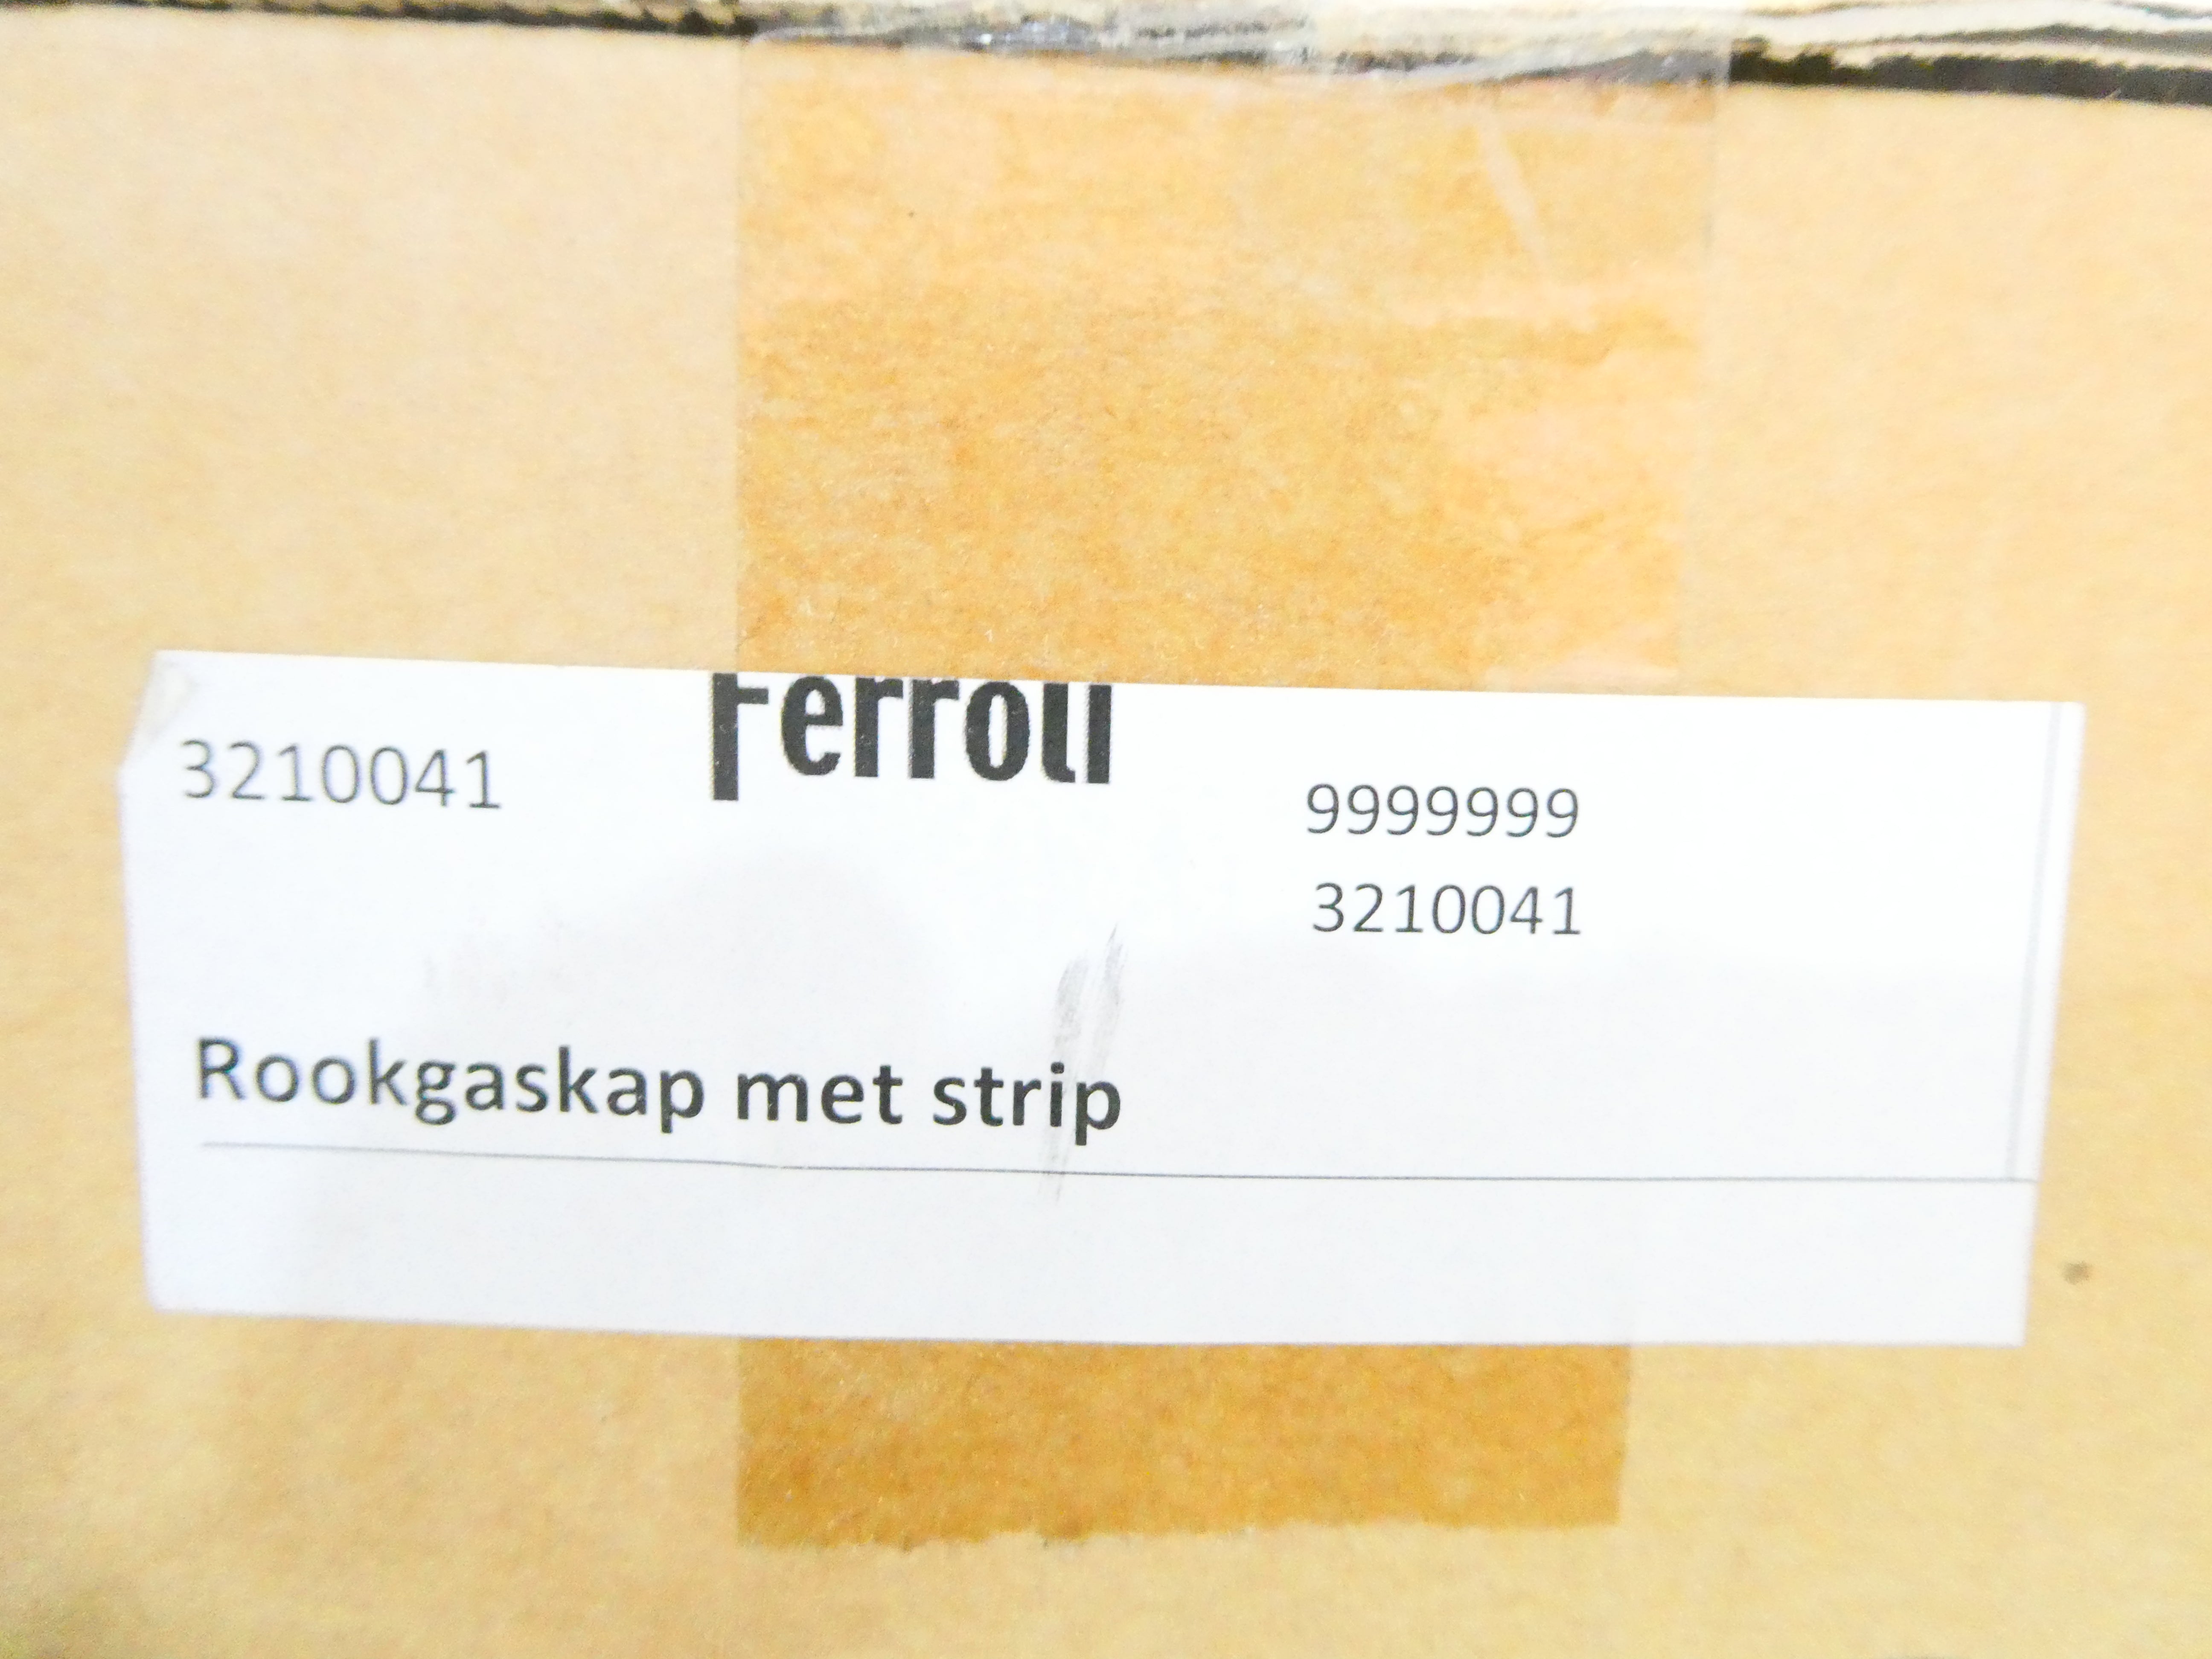 Ferroli
3210041
9999999
3210041
Rookgaskap met strip